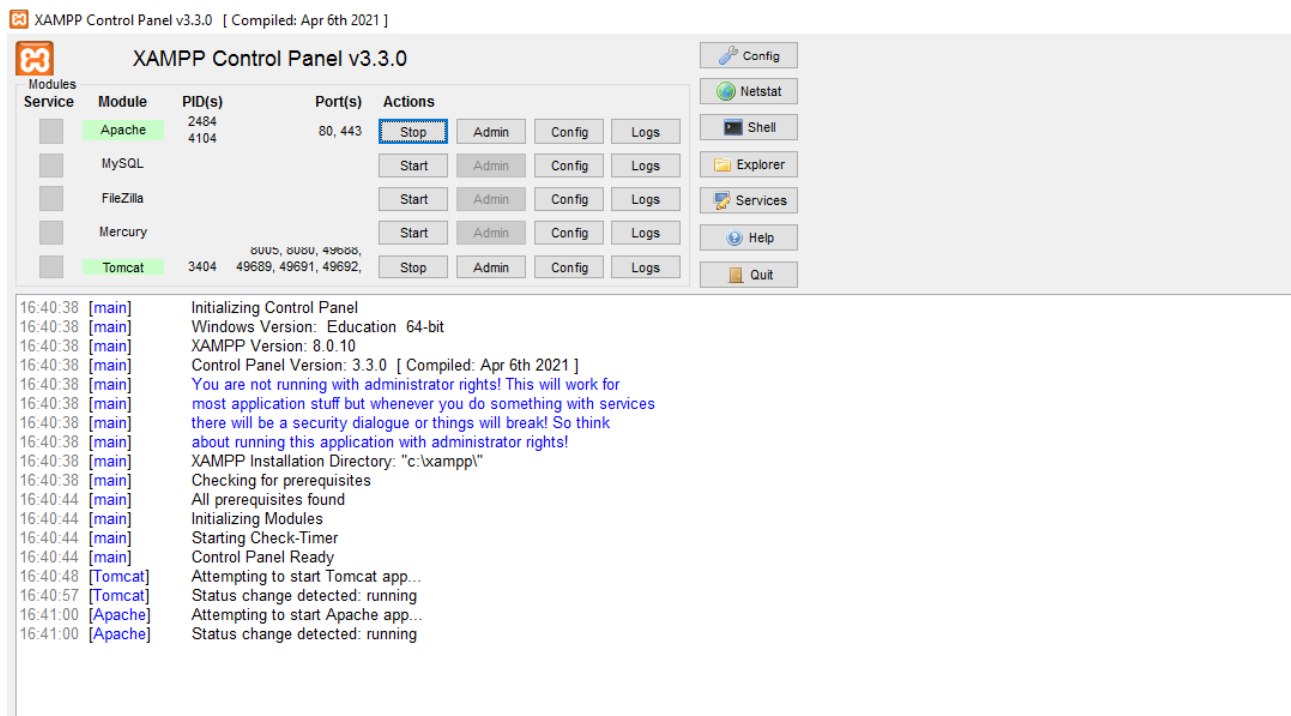 XAMPP Control Panel v3.3.0 [ Compiled: Apr 6th 2021 ]
XAMPP Control Panel v3.3.0
Config
Modules
Service Module PID(s) Port(s) Actions
Netstat
Apache 2484 80, 443 Stop Admin Config Logs
4104
Shell
MySQL Start Admin Config Logs
Explorer
FileZilla Start Admin Config Logs
Services
Mercury Start Admin Config Logs
Help
8005, 8080, 49688,
Tomcat 3404 49689, 49691, 49692, Stop Admin Config Logs
Quit
16:40:38 [main] Initializing Control Panel
16:40:38 [main] Windows Version: Education 64-bit
16:40:38 [main] XAMPP Version: 8.0.10
16:40:38 [main] Control Panel Version: 3.3.0 [ Compiled: Apr 6th 2021 ]
16:40:38 [main] You are not running with administrator rights! This will work for
16:40:38 [main] most application stuff but whenever you do something with services
16:40:38 [main] there will be a security dialogue or things will break! So think
16:40:38 [main] about running this application with administrator rights!
16:40:38 [main] XAMPP Installation Directory: "c:\xampp\"
16:40:38 [main] Checking for prerequisites
16:40:44 [main] All prerequisites found
16:40:44 [main] Initializing Modules
16:40:44 [main] Starting Check-Timer
16:40:44 [main] Control Panel Ready
16:40:48 [Tomcat] Attempting to start Tomcat app...
16:40:57 [Tomcat] Status change detected: running
16:41:00 [Apache] Attempting to start Apache app...
16:41:00 [Apache] Status change detected: running